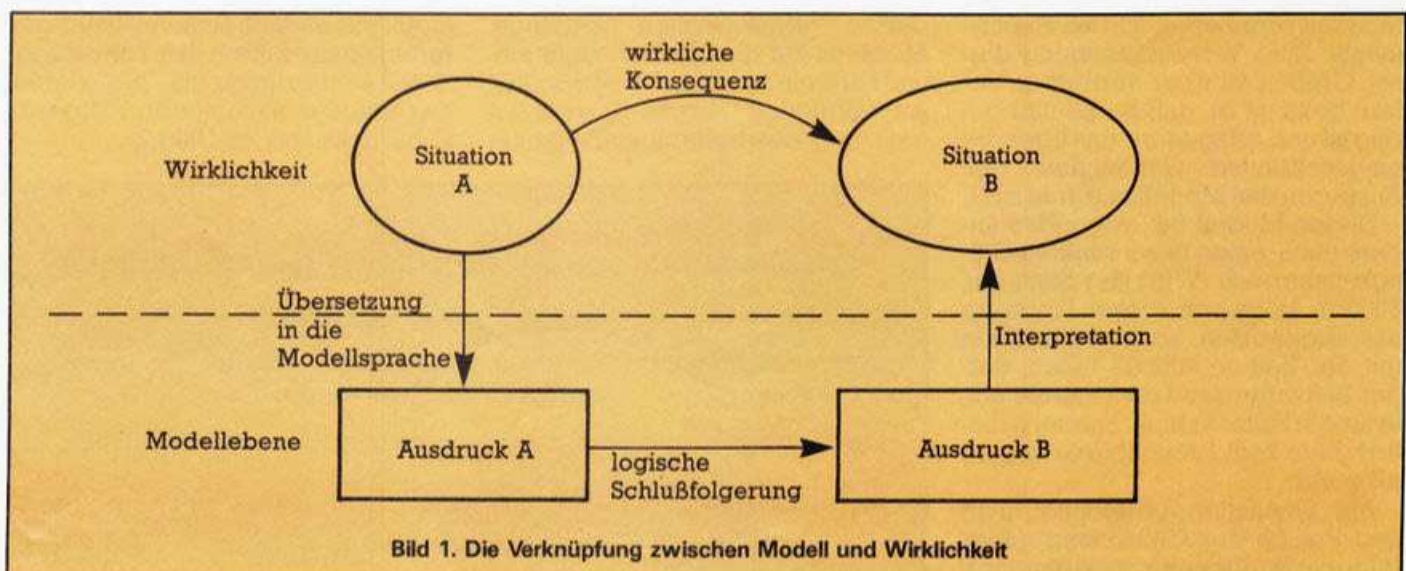 wirkliche
Konsequenz
Wirklichkeit
Situation
A
Situation
B
Übersetzung
in die
Modellsprache
Interpretation
Modellebene
Ausdruck A
logische
Schlußfolgerung
Ausdruck B
Bild 1. Die Verknüpfung zwischen Modell und Wirklichkeit